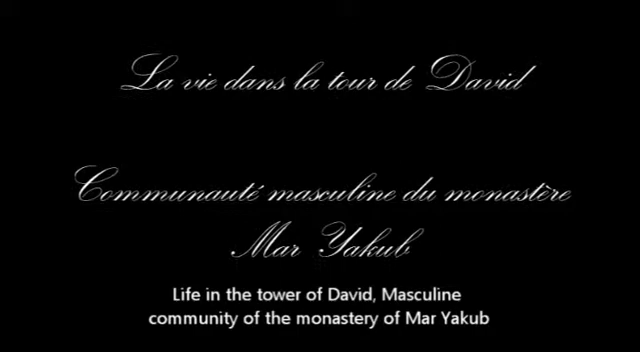 La vie dans la tour de David
Communauté masculine du monastère
Mar Yakub
Life in the tower of David, Masculine
community of the monastery of Mar Yakub